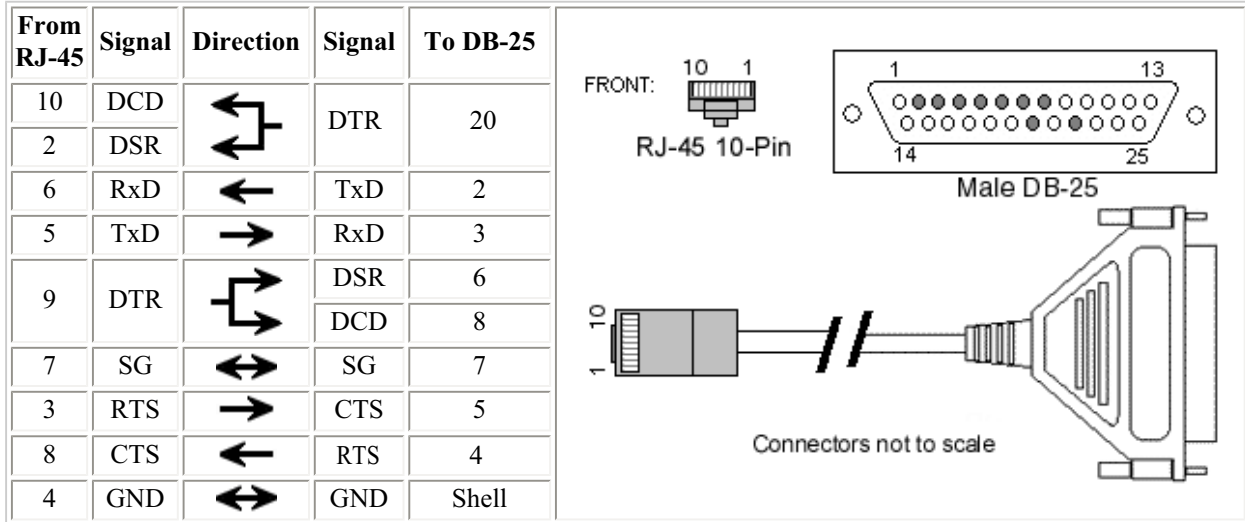 From RJ-45 Signal Direction Signal To DB-25
10 DCD DTR 20
2 DSR
6 RxD TxD 2
5 TxD RxD 3
9 DTR DSR 6
DCD 8
7 SG SG 7
3 RTS CTS 5
8 CTS RTS 4
4 GND GND Shell
FRONT:
10 1
RJ-45 10-Pin
1 13
14 25
Male DB-25
10
1
Connectors not to scale